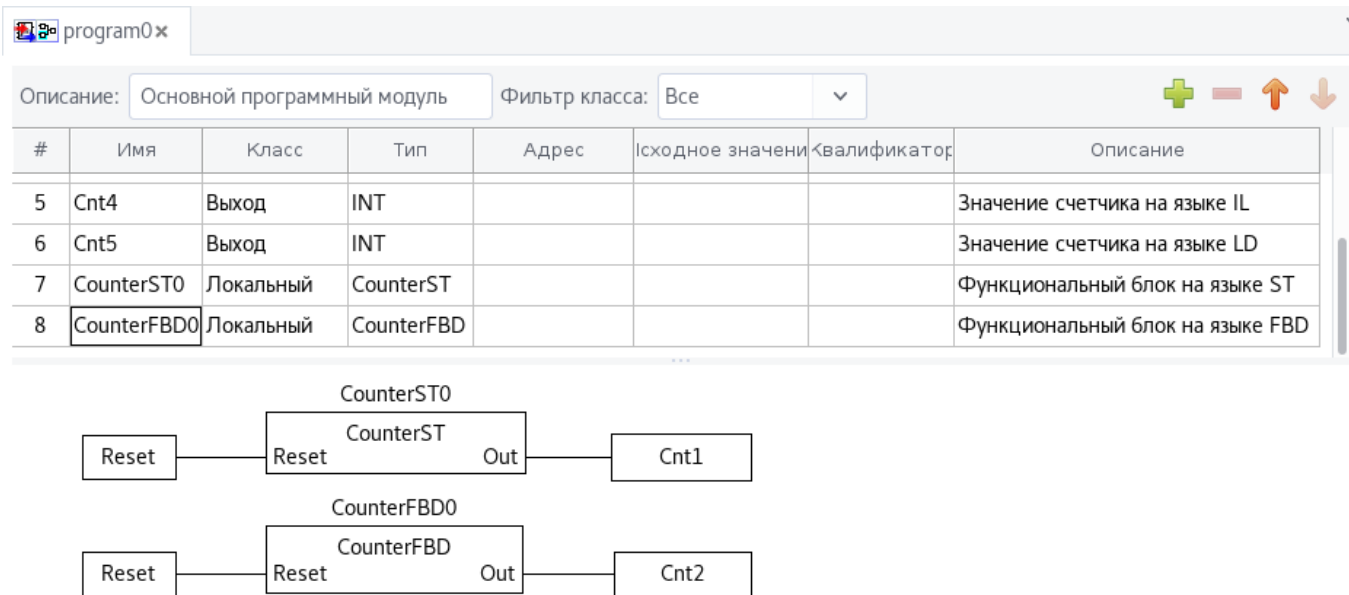 program0
Описание: Основной программный модуль Фильтр класса: Все
# Имя Класс Тип Адрес Исходное значени Квалификатор Описание
5 Cnt4 Выход INT Значение счетчика на языке IL
6 Cnt5 Выход INT Значение счетчика на языке LD
7 CounterST0 Локальный CounterST Функциональный блок на языке ST
8 CounterFBD0 Локальный CounterFBD Функциональный блок на языке FBD
CounterST0
CounterST
Reset Reset Out Cnt1
CounterFBD0
CounterFBD
Reset Reset Out Cnt2